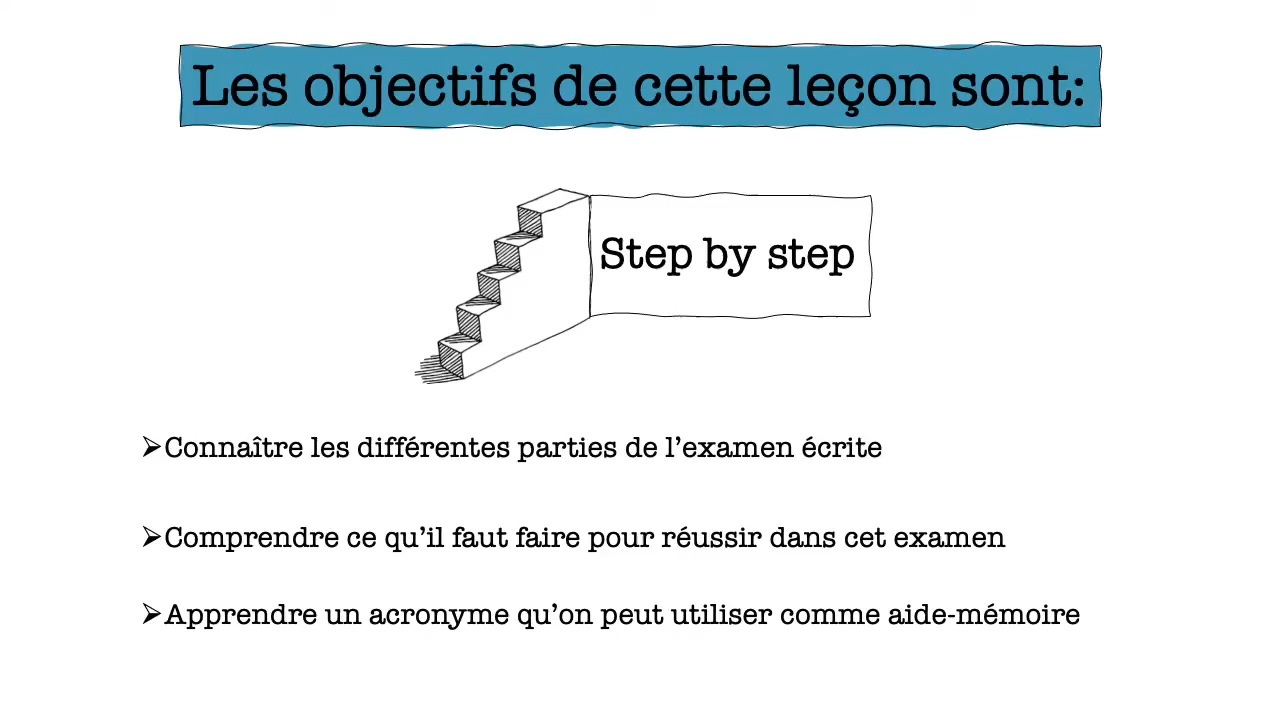 Les objectifs de cette leçon sont:
Step by step
➢Connaître les différentes parties de l’examen écrite
➢Comprendre ce qu’il faut faire pour réussir dans cet examen
➢Apprendre un acronyme qu’on peut utiliser comme aide-mémoire